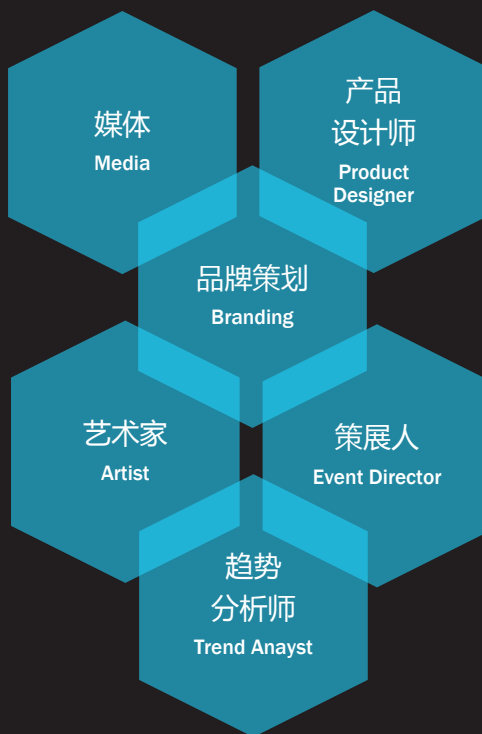 媒体
Media
产品
设计师
Product
Designer
品牌策划
Branding
艺术家
Artist
策展人
Event Director
趋势
分析师
Trend Anayst